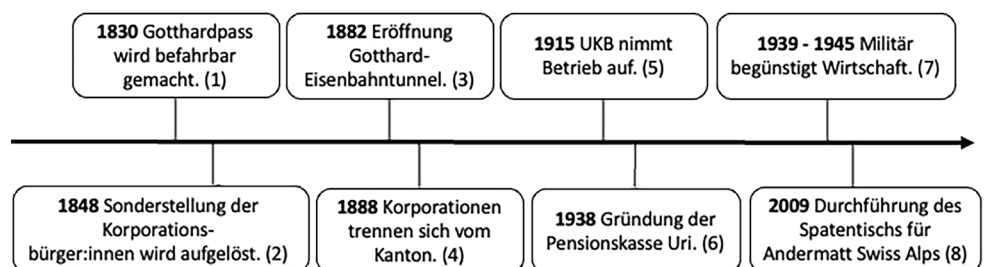 1830 Gotthardpass
wird befahrbar
gemacht. (1)
1882 Eröffnung
Gotthard-
Eisenbahntunnel. (3)
1915 UKB nimmt
Betrieb auf. (5)
1939 - 1945 Militär
begünstigt Wirtschaft. (7)
1848 Sonderstellung der
Korporations-
bürger:innen wird aufgelöst. (2)
1888 Korporationen
trennen sich vom
Kanton. (4)
1938 Gründung der
Pensionskasse Uri. (6)
2009 Durchführung des
Spatentischs für
Andermatt Swiss Alps (8)